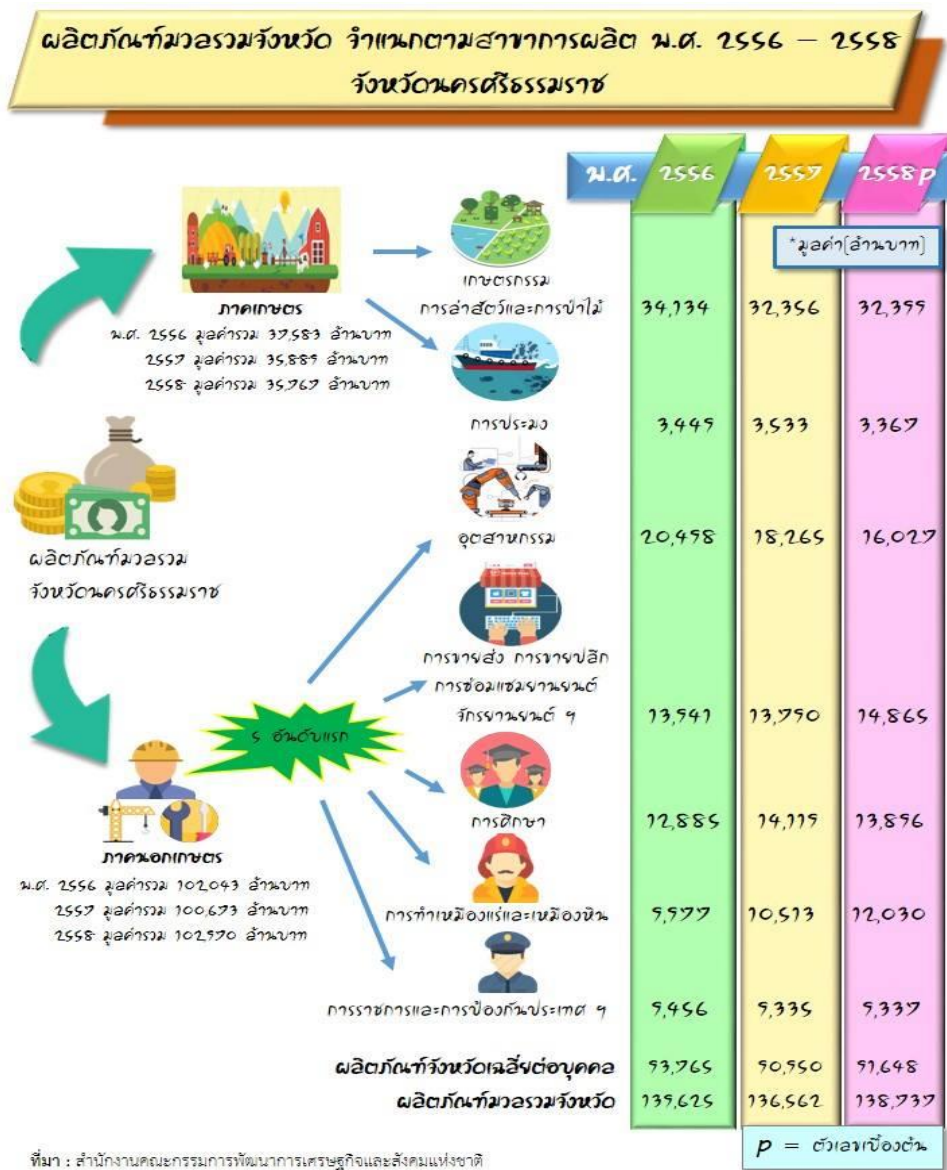 ผลิตภัณฑ์มวลรวมจังหวัด จำแนกตามสาขาการผลิต พ.ศ. 2556 – 2558
จังหวัดนครศรีธรรมราช
พ.ศ. 2556 2557 2558 p
*มูลค่า(ล้านบาท)
ภาคเกษตร
พ.ศ. 2556 มูลค่ารวม 37,583 ล้านบาท
2557 มูลค่ารวม 35,889 ล้านบาท
2558 มูลค่ารวม 35,767 ล้านบาท
เกษตรกรรม
การล่าสัตว์และการป่าไม้ 34,134 32,356 32,399
การประมง 3,449 3,533 3,367
อุตสาหกรรม 20,498 18,265 16,027
ผลิตภัณฑ์มวลรวม
จังหวัดนครศรีธรรมราช
การขายส่ง การขายปลีก
การซ่อมแซมยานยนต์
จักรยานยนต์ ฯ 13,941 13,790 14,865
5 อันดับแรก
การศึกษา 12,885 14,119 13,896
ภาคนอกเกษตร
พ.ศ. 2556 มูลค่ารวม 102,043 ล้านบาท
2557 มูลค่ารวม 100,673 ล้านบาท
2558 มูลค่ารวม 102,970 ล้านบาท
การทำเหมืองแร่และเหมืองหิน 9,977 10,513 12,030
การราชการและการป้องกันประเทศ ฯ 9,456 9,335 9,337
ผลิตภัณฑ์จังหวัดเฉลี่ยต่อบุคคล 93,765 90,950 91,648
ผลิตภัณฑ์มวลรวมจังหวัด 139,625 136,562 138,737
p = ตัวเลขเบื้องต้น
ที่มา : สำนักงานคณะกรรมการพัฒนาการเศรษฐกิจและสังคมแห่งชาติ